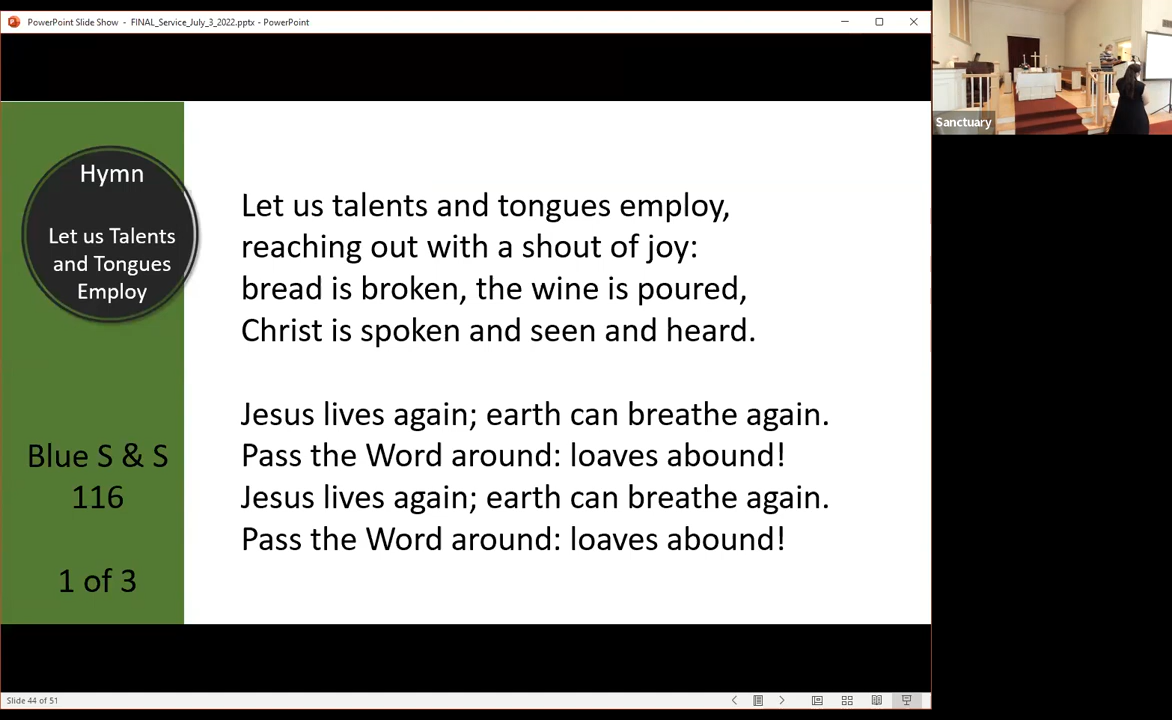 PowerPoint Slide Show - FINAL_Service_July_3_2022.pptx - PowerPoint
Sanctuary
Hymn
Let us Talents
and Tongues
Employ
Blue S & S
116
1 of 3
Let us talents and tongues employ,
reaching out with a shout of joy:
bread is broken, the wine is poured,
Christ is spoken and seen and heard.
Jesus lives again; earth can breathe again.
Pass the Word around: loaves abound!
Jesus lives again; earth can breathe again.
Pass the Word around: loaves abound!
Slide 44 of 51